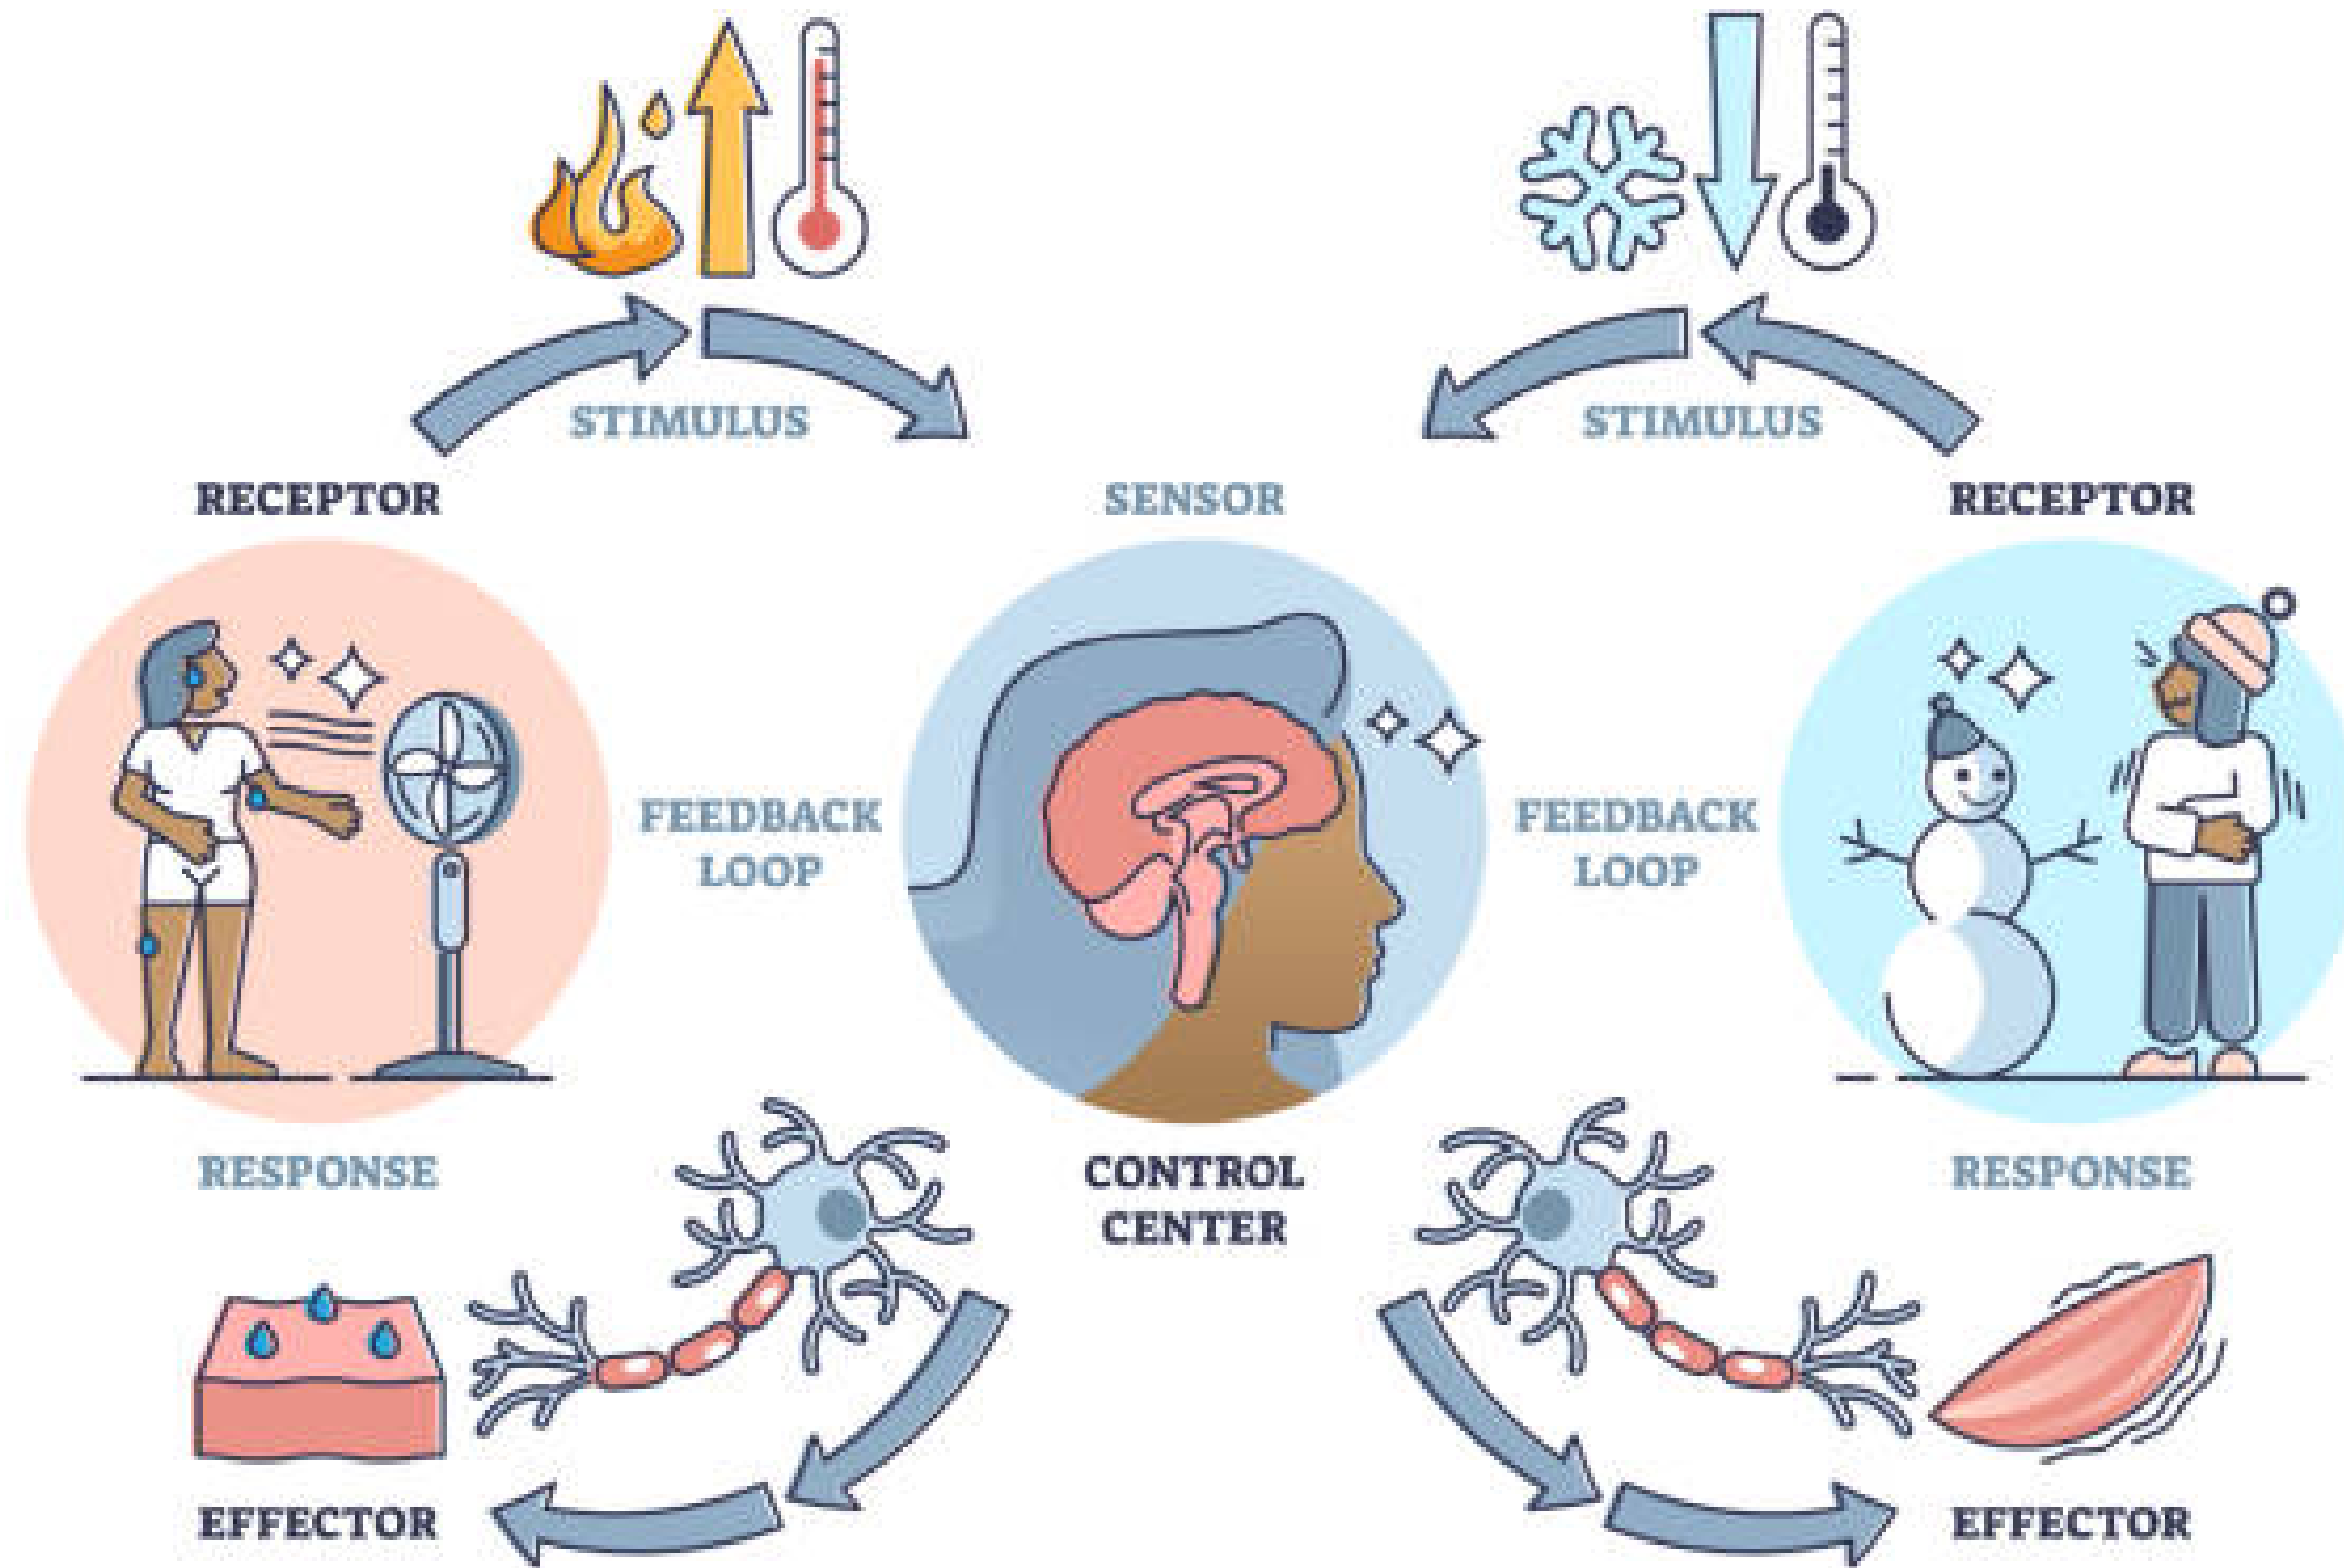 STIMULUS
STIMULUS
RECEPTOR
SENSOR
RECEPTOR
FEEDBACK
LOOP
FEEDBACK
LOOP
RESPONSE
CONTROL
CENTER
RESPONSE
EFFECTOR
EFFECTOR